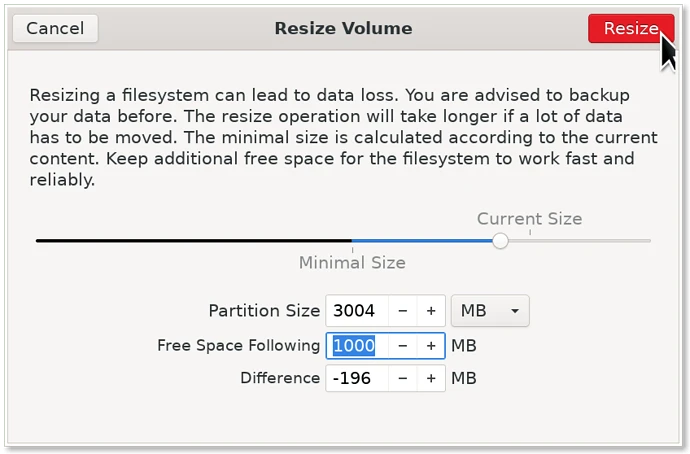 Cancel Resize Volume Resize
Resizing a filesystem can lead to data loss. You are advised to backup
your data before. The resize operation will take longer if a lot of data
has to be moved. The minimal size is calculated according to the current
content. Keep additional free space for the filesystem to work fast and
reliably.
Current Size
Minimal Size
Partition Size 3004 − + MB
Free Space Following 1000 − + MB
Difference -196 − + MB